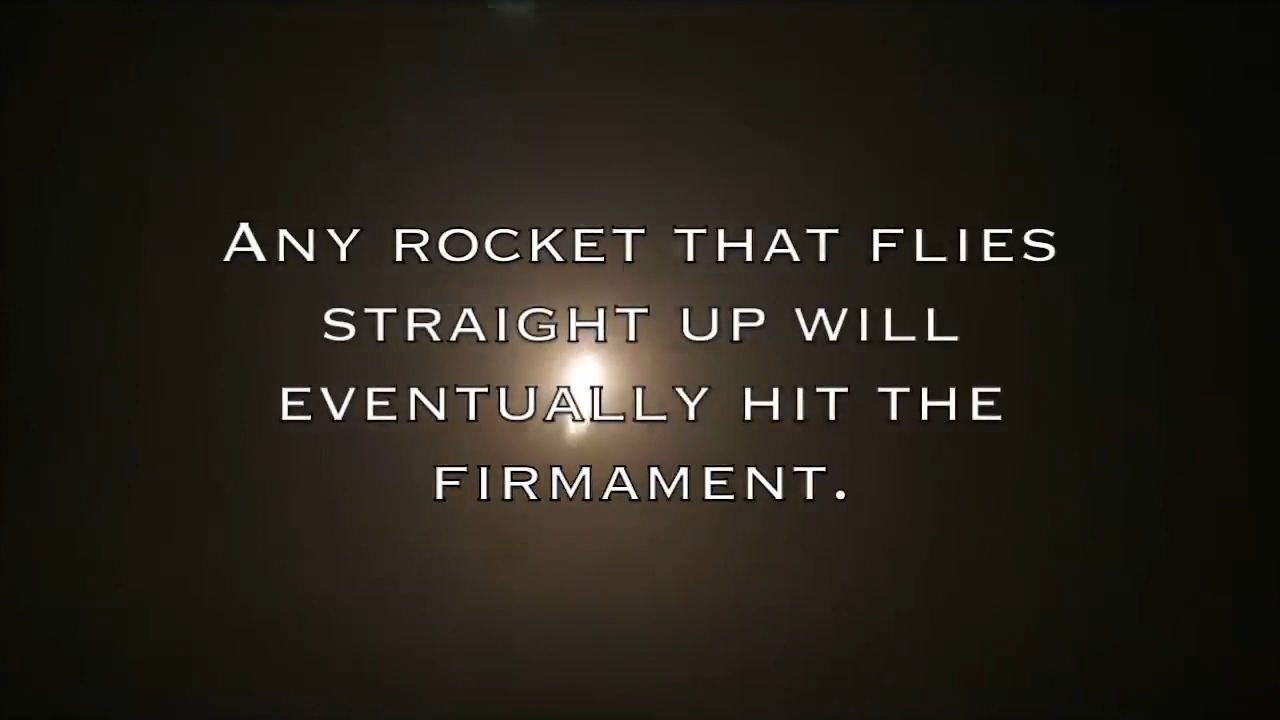 Any rocket that flies
straight up will
eventually hit the
firmament.